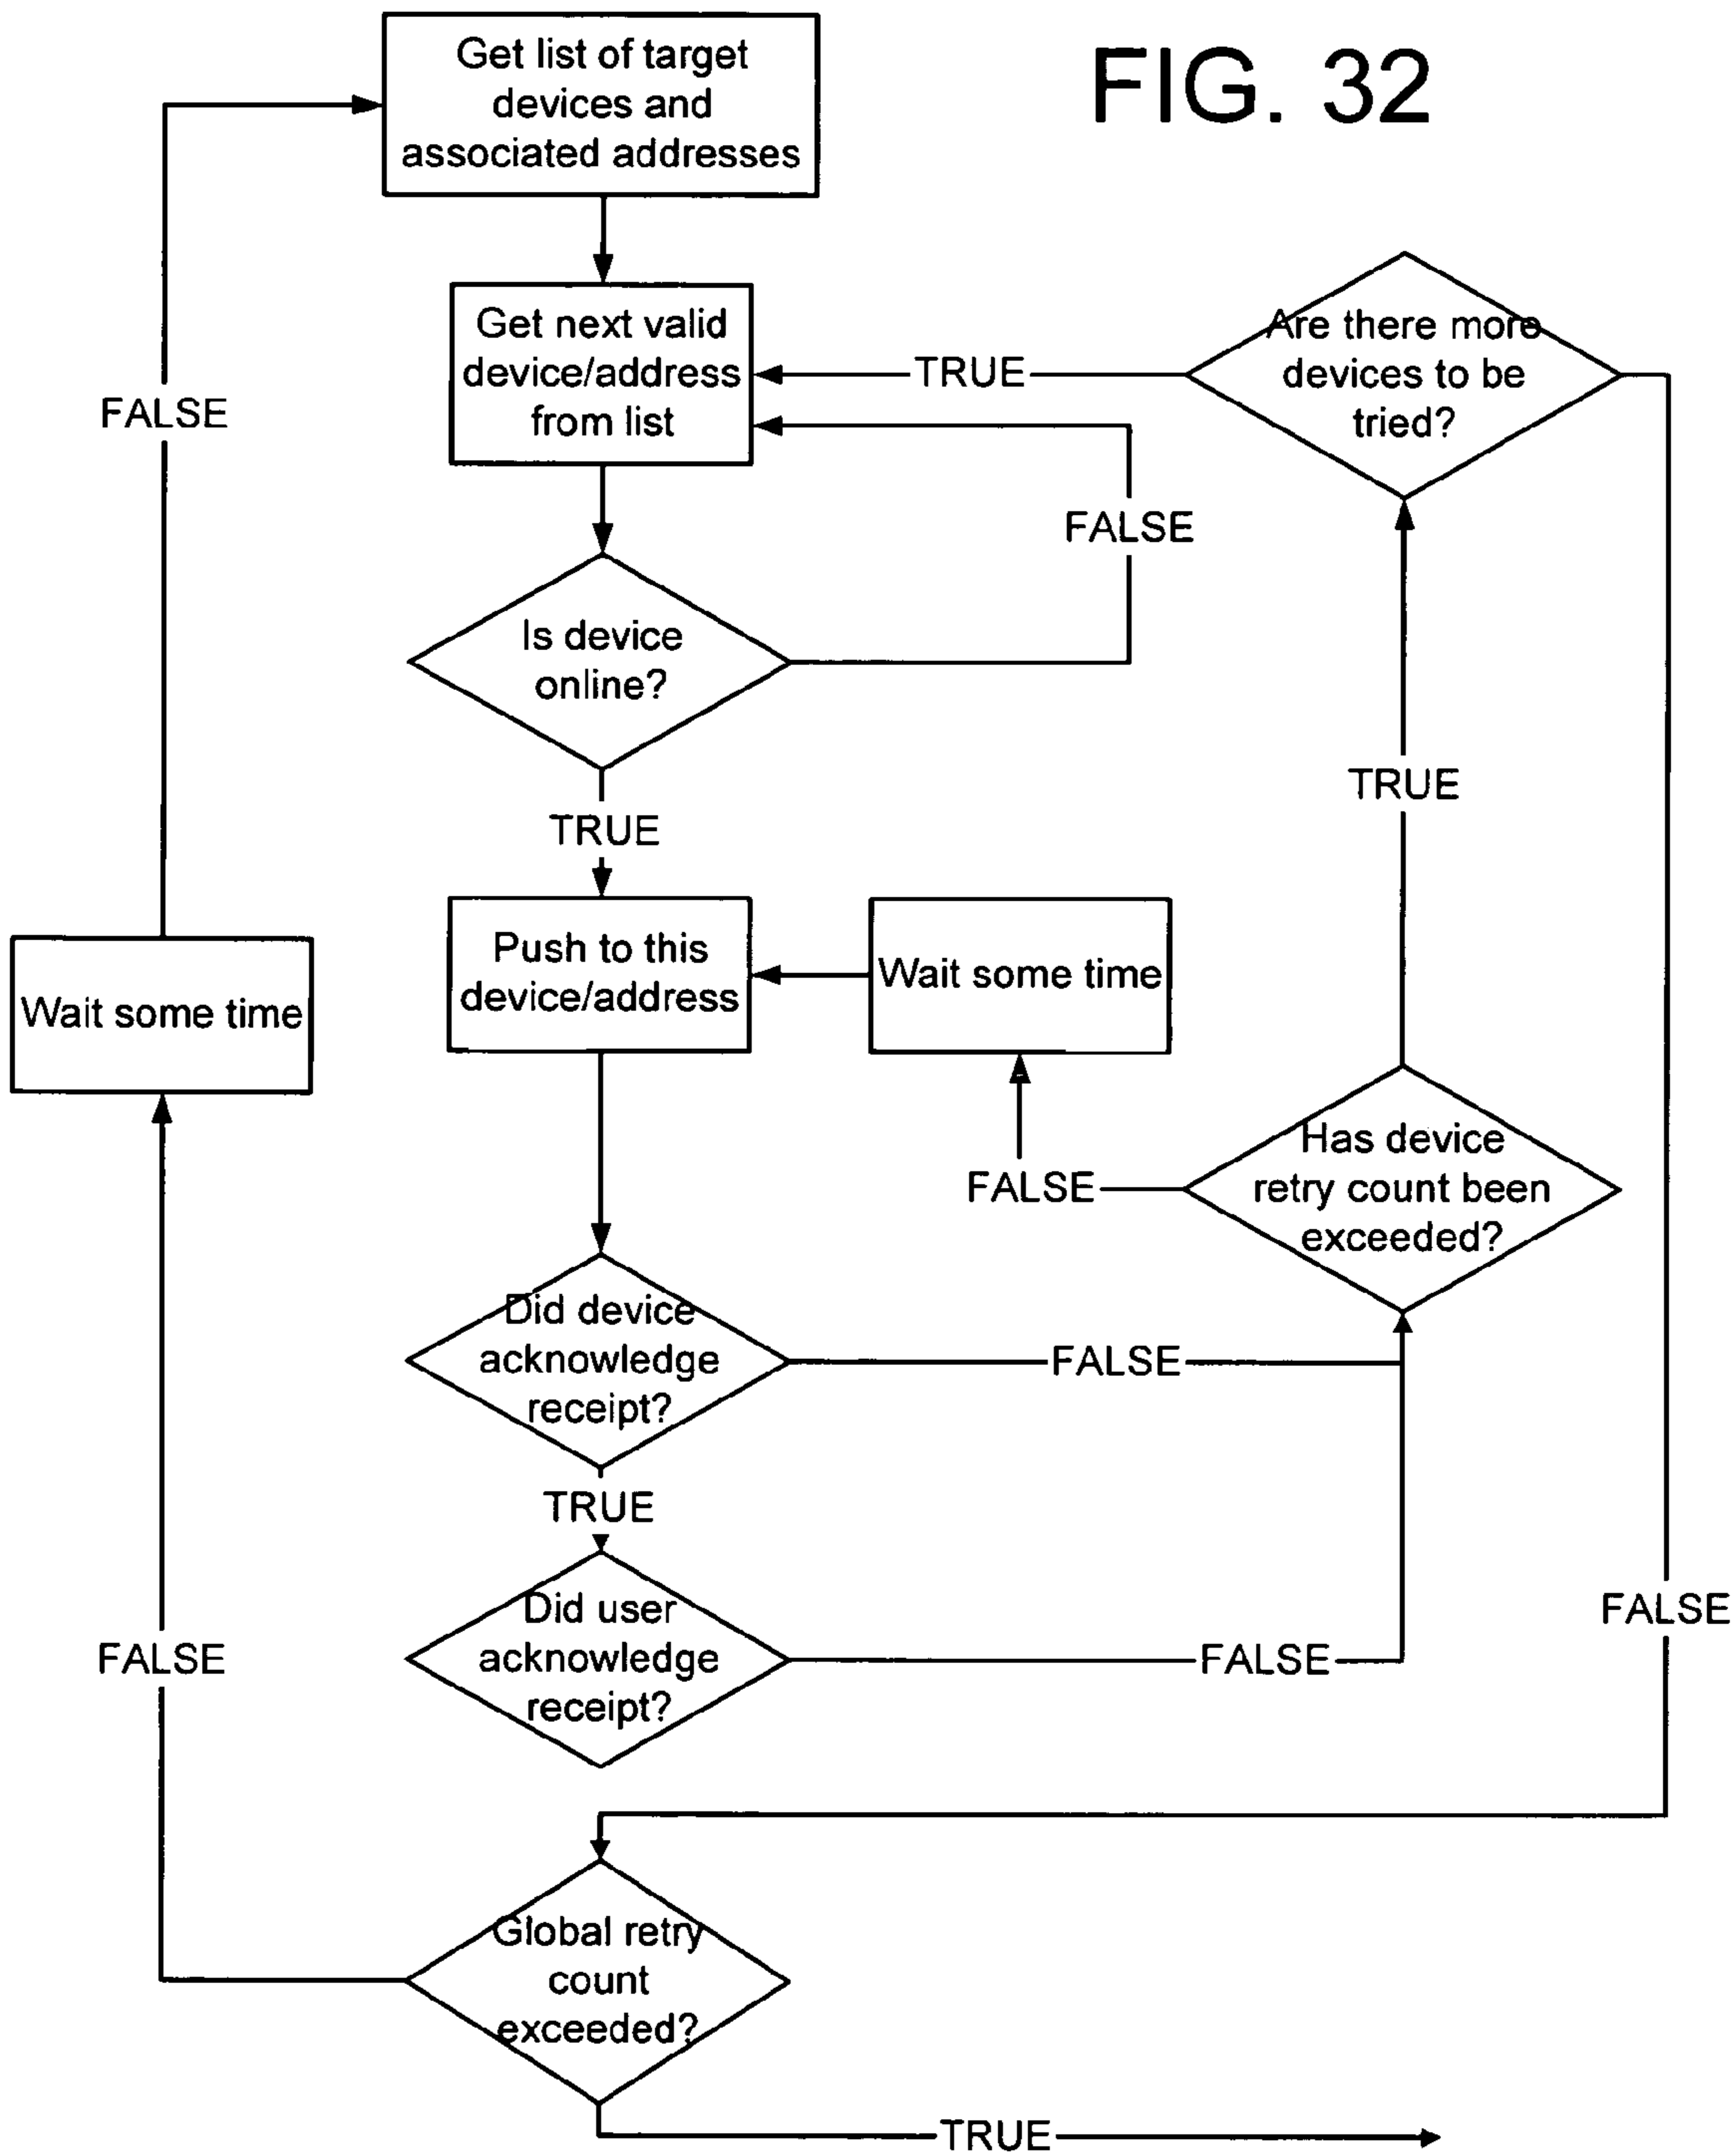 FIG. 32
Get list of target
devices and
associated addresses
Get next valid
device/address
from list
TRUE
Are there more
devices to be
tried?
FALSE
FALSE
Is device
online?
TRUE
TRUE
Push to this
device/address
Wait some time
Wait some time
Has device
retry count been
exceeded?
FALSE
Did device
acknowledge
receipt?
FALSE
TRUE
Did user
acknowledge
receipt?
FALSE
FALSE
FALSE
Global retry
count
exceeded?
TRUE